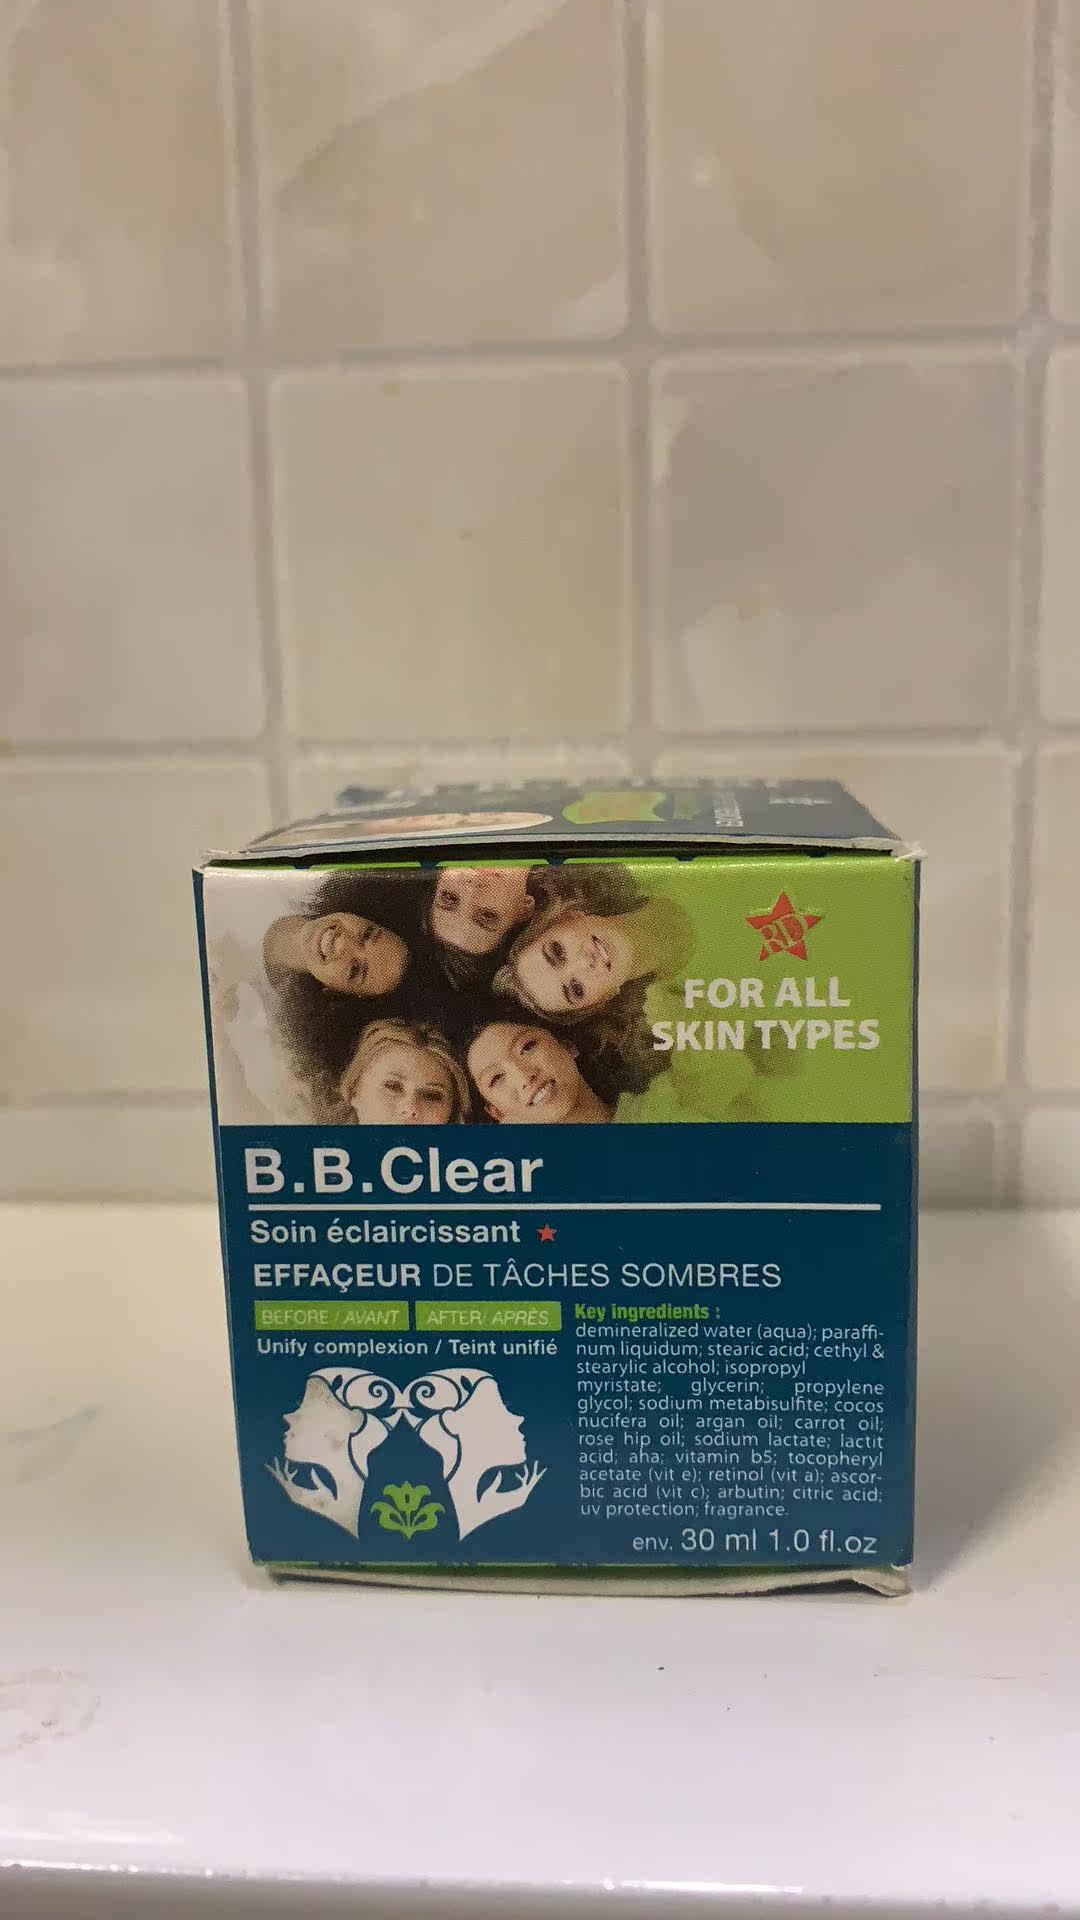 RD
FOR ALL
SKIN TYPES
B.B.Clear
Soin éclaircissant
EFFAÇEUR DE TÂCHES SOMBRES
BEFORE / AVANT AFTER/ APRÈS
Unify complexion / Teint unifié
Key ingredients :
demineralized water (aqua); paraffi-
num liquidum; stearic acid; cethyl &
stearylic alcohol; isopropyl
myristate; glycerin; propylene
glycol; sodium metabisulfite; cocos
nucifera oil; argan oil; carrot oil;
rose hip oil; sodium lactate; lactit
acid; aha; vitamin b5; tocopheryl
acetate (vit e); retinol (vit a); ascor-
bic acid (vit c); arbutin; citric acid;
uv protection; fragrance.
env. 30 ml 1.0 fl.oz